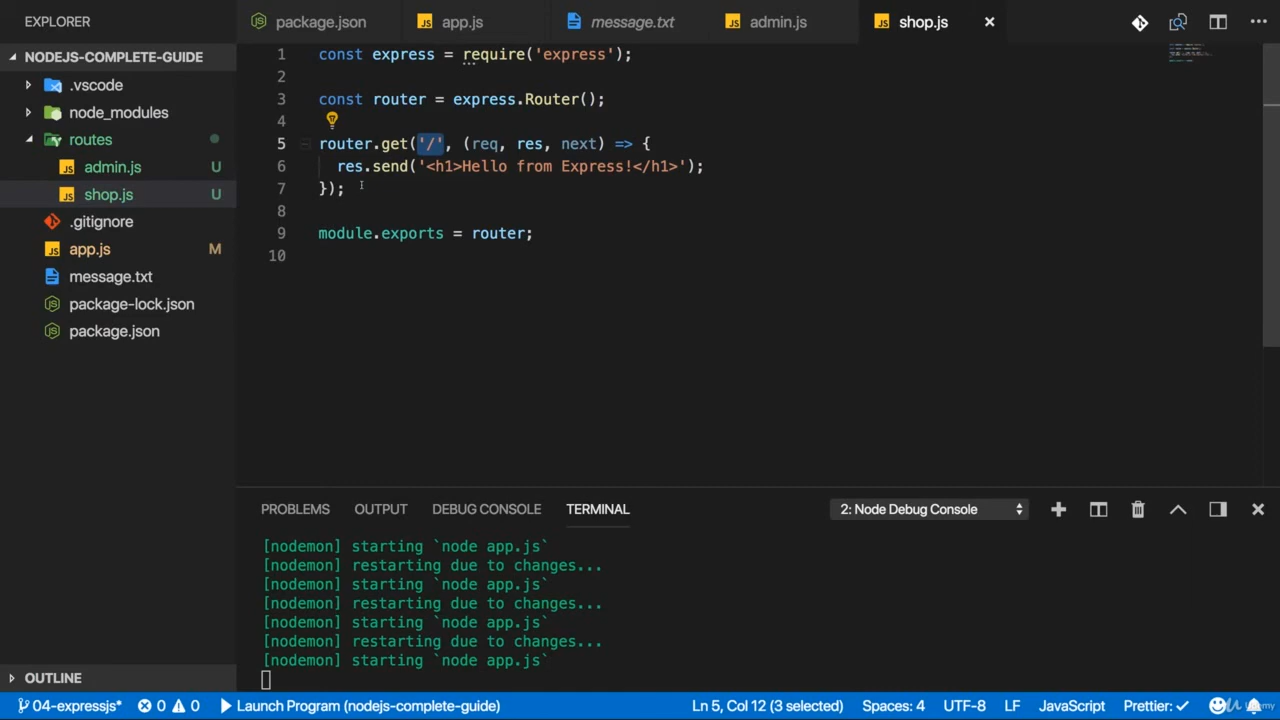 EXPLORER
package.json
app.js
message.txt
admin.js
shop.js
NODEJS-COMPLETE-GUIDE
.vscode
node_modules
routes
admin.js U
shop.js U
.gitignore
app.js M
message.txt
package-lock.json
package.json
1 const express = require('express');
2
3 const router = express.Router();
4
5 router.get('/', (req, res, next) => {
6 res.send('<h1>Hello from Express!</h1>');
7 });
8
9 module.exports = router;
10
PROBLEMS OUTPUT DEBUG CONSOLE TERMINAL 2: Node Debug Console
[nodemon] starting `node app.js`
[nodemon] restarting due to changes...
[nodemon] starting `node app.js`
[nodemon] restarting due to changes...
[nodemon] starting `node app.js`
[nodemon] restarting due to changes...
[nodemon] starting `node app.js`
OUTLINE
04-expressjs* 0 0 Launch Program (nodejs-complete-guide) Ln 5, Col 12 (3 selected) Spaces: 4 UTF-8 LF JavaScript Prettier: ✓
Udemy